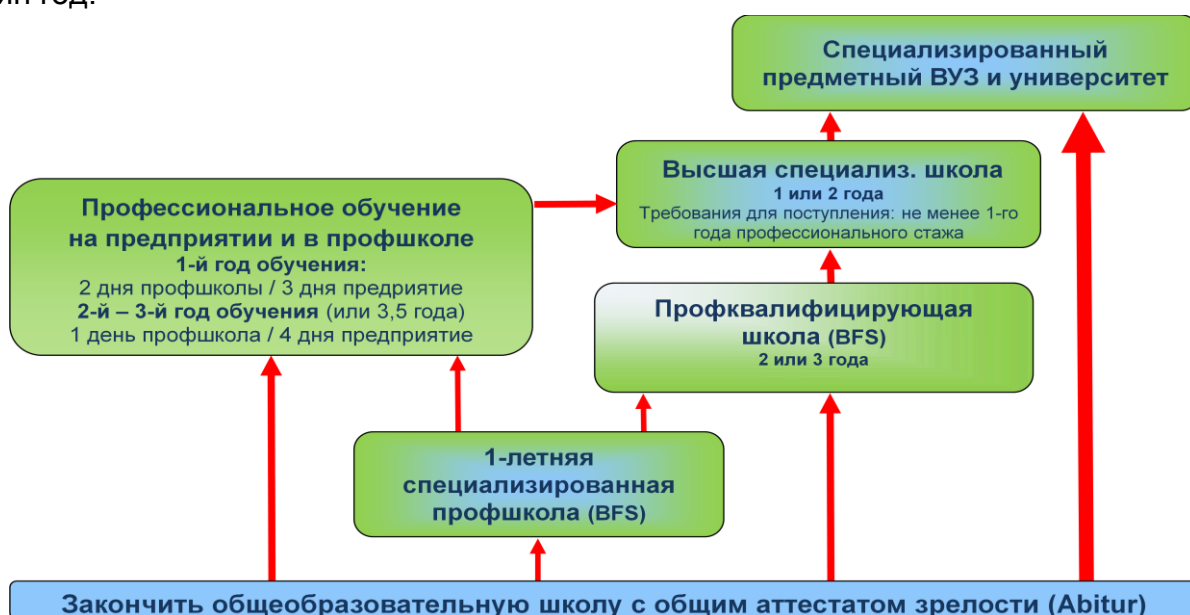 Специализированный
предметный ВУЗ и университет
Высшая специализ. школа
1 или 2 года
Требования для поступления: не менее 1-го
года профессионального стажа
Профессиональное обучение
на предприятии и в профшколе
1-й год обучения:
2 дня профшколы / 3 дня предриятие
2-й – 3-й год обучения (или 3,5 года)
1 день профшкола / 4 дня предприятие
Профквалифицирующая
школа (BFS)
2 или 3 года
1-летняя
специализированная
профшкола (BFS)
Закончить общеобразовательную школу с общим аттестатом зрелости (Abitur)